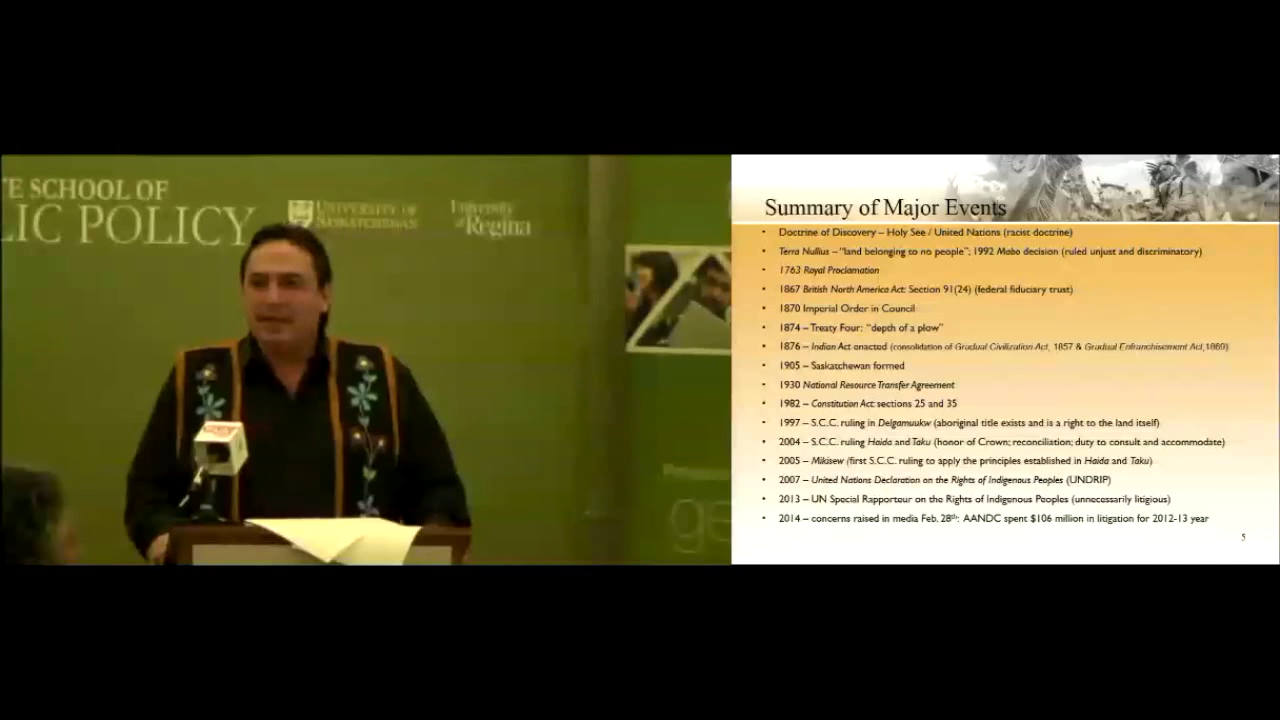 TE SCHOOL OF
LIC POLICY
UNIVERSITY OF
SASKATCHEWAN
University
of Regina
ge
Summary of Major Events
• Doctrine of Discovery – Holy See / United Nations (racist doctrine)
• Terra Nullius – “land belonging to no people”; 1992 Mabo decision (ruled unjust and discriminatory)
• 1763 Royal Proclamation
• 1867 British North America Act: Section 91(24) (federal fiduciary trust)
• 1870 Imperial Order in Council
• 1874 – Treaty Four: “depth of a plow”
• 1876 – Indian Act enacted (consolidation of Gradual Civilization Act, 1857 & Gradual Enfranchisement Act,1869)
• 1905 – Saskatchewan formed
• 1930 National Resource Transfer Agreement
• 1982 – Constitution Act: sections 25 and 35
• 1997 – S.C.C. ruling in Delgamuukw (aboriginal title exists and is a right to the land itself)
• 2004 – S.C.C. ruling Haida and Taku (honor of Crown; reconciliation; duty to consult and accommodate)
• 2005 – Mikisew (first S.C.C. ruling to apply the principles established in Haida and Taku)
• 2007 – United Nations Declaration on the Rights of Indigenous Peoples (UNDRIP)
• 2013 – UN Special Rapporteur on the Rights of Indigenous Peoples (unnecessarily litigious)
• 2014 – concerns raised in media Feb. 28th: AANDC spent $106 million in litigation for 2012-13 year
5